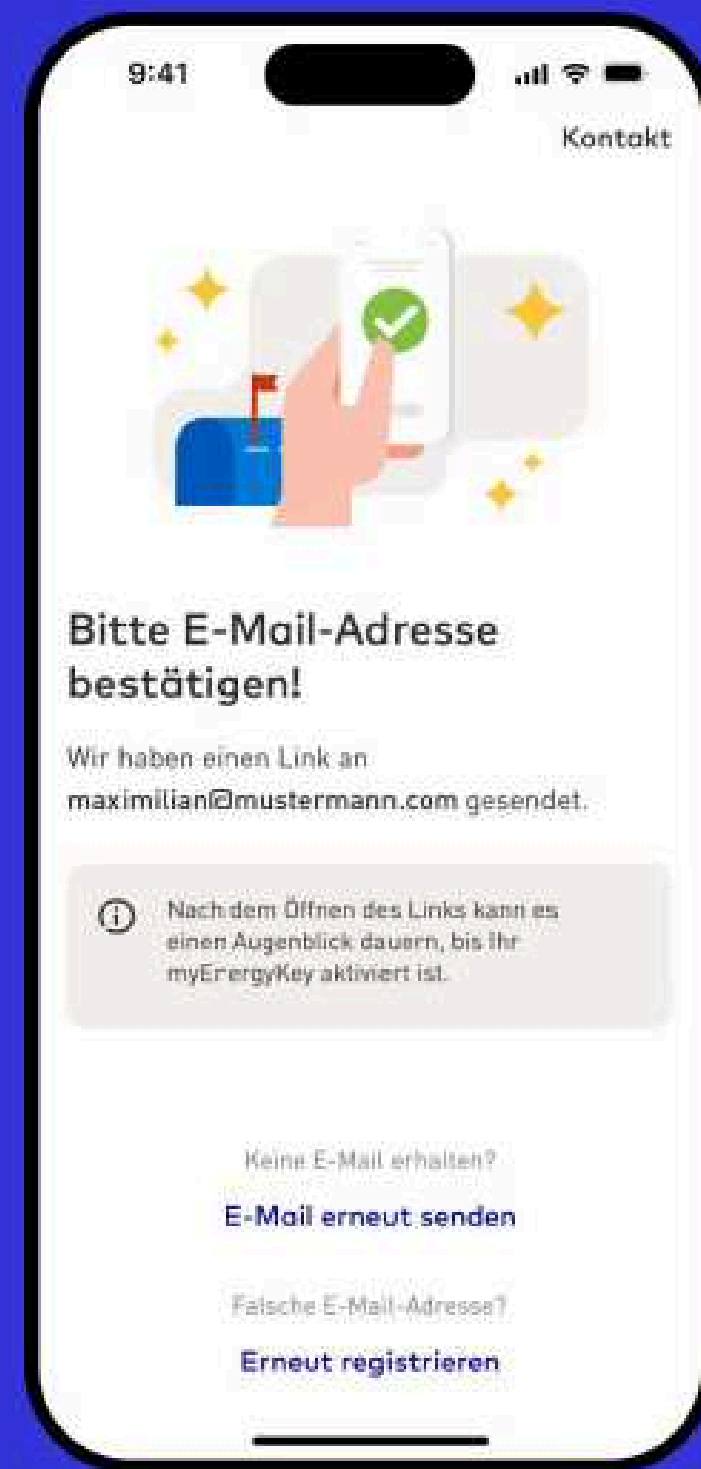 9:41
Kontakt
Bitte E-Mail-Adresse
bestätigen!
Wir haben einen Link an
maximilian@mustermann.com gesendet.
Nach dem Öffnen des Links kann es
einen Augenblick dauern, bis Ihr
myEnergyKey aktiviert ist.
Keine E-Mail erhalten?
E-Mail erneut senden
Falsche E-Mail-Adresse?
Erneut registrieren